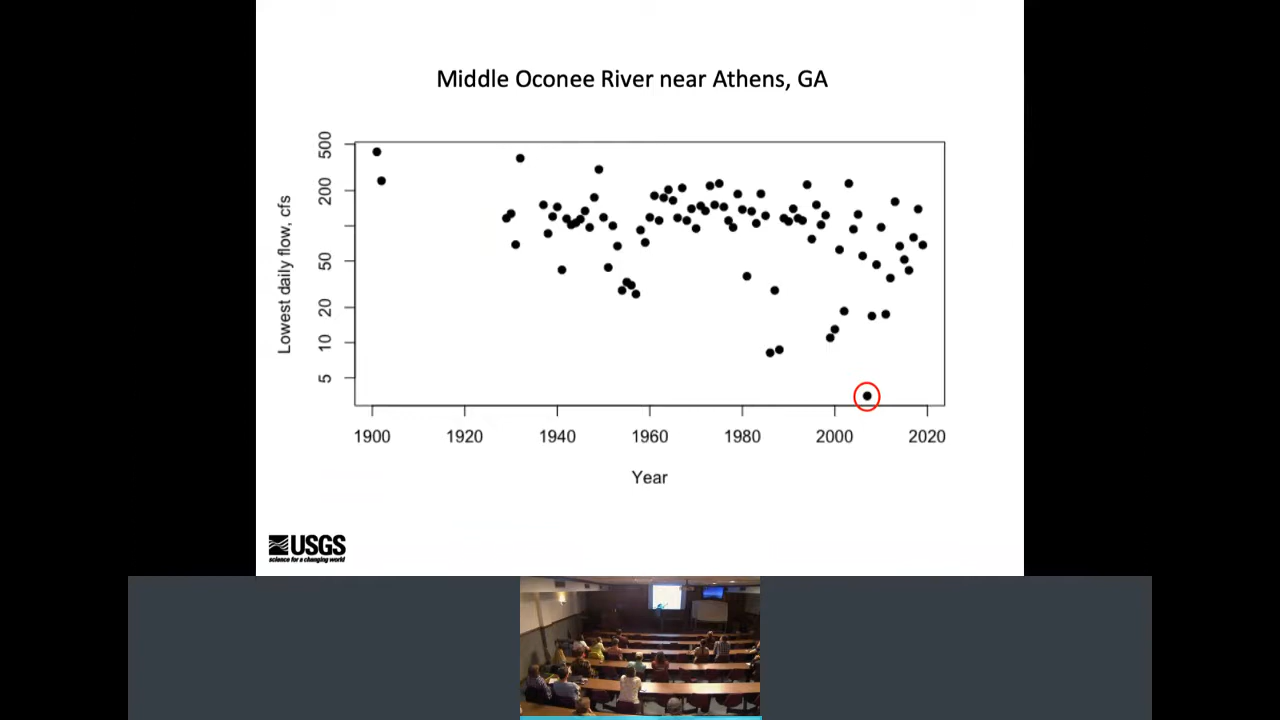 Middle Oconee River near Athens, GA
Lowest daily flow, cfs
500
200
50
20
10
5
1900 1920 1940 1960 1980 2000 2020
Year
USGS
science for a changing world